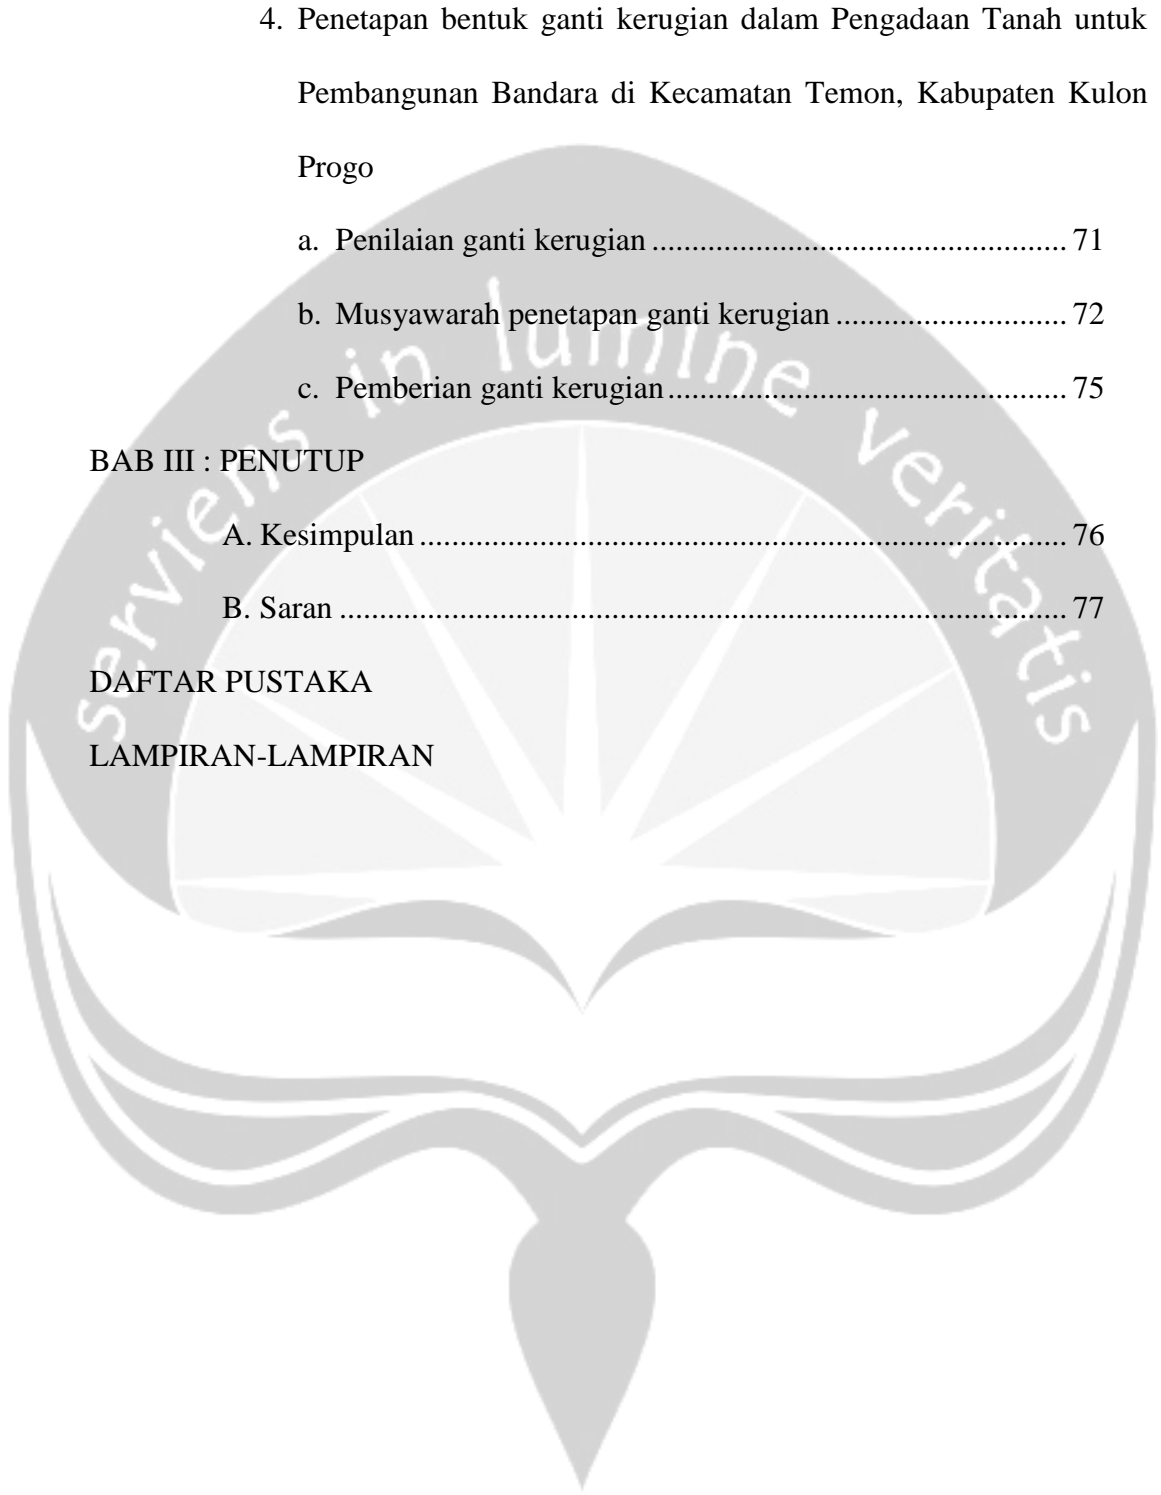 4. Penetapan bentuk ganti kerugian dalam Pengadaan Tanah untuk
Pembangunan Bandara di Kecamatan Temon, Kabupaten Kulon
Progo
a. Penilaian ganti kerugian .................................................... 71
b. Musyawarah penetapan ganti kerugian ............................. 72
c. Pemberian ganti kerugian .................................................. 75
BAB III : PENUTUP
A. Kesimpulan ................................................................................. 76
B. Saran ........................................................................................... 77
DAFTAR PUSTAKA
LAMPIRAN-LAMPIRAN
serviens in lumine veritatis